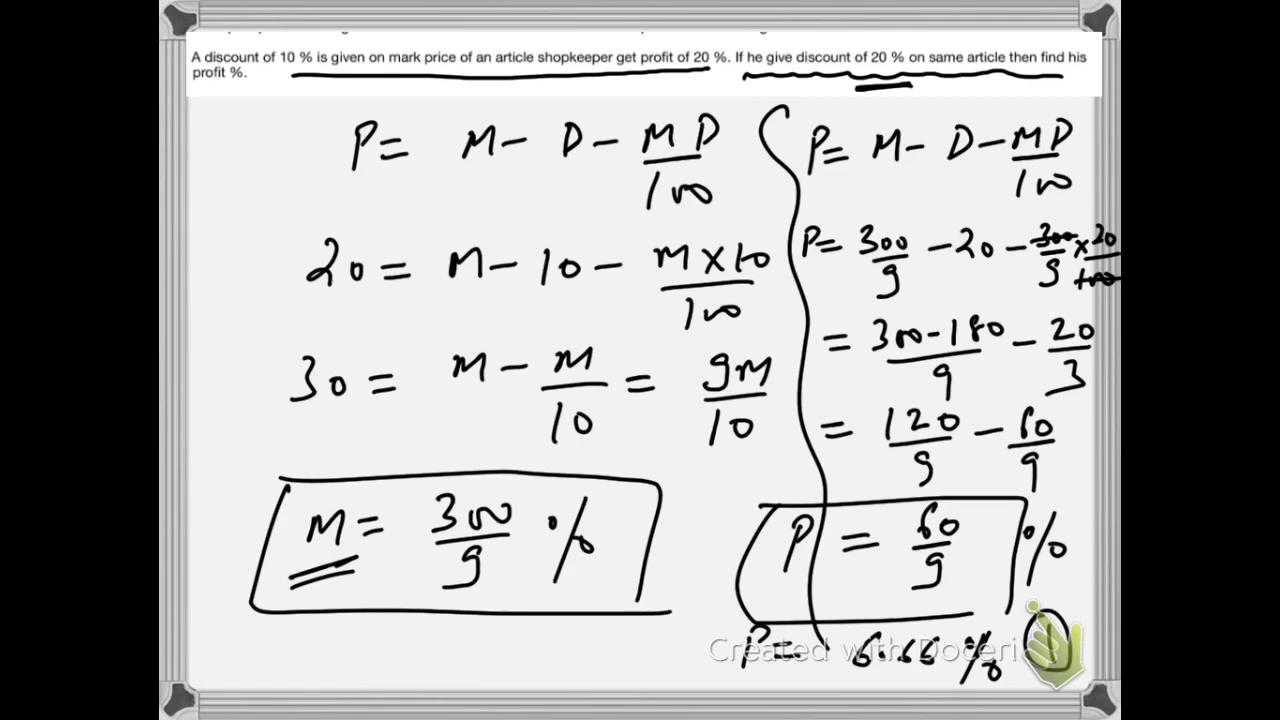 A discount of 10 % is given on mark price of an article shopkeeper get profit of 20 %. If he give discount of 20 % on same article then find his
profit %.
P = M - D - MD/100
20 = M - 10 - M×10/100
30 = M - M/10 = 9M/10
M = 300/9 %
P = M - D - MD/100
P = 300/9 - 20 - 300/9 × 20/100
= 300-180/9 - 20/3
= 120/9 - 60/9
P = 60/9 %
P = 6.66 %
1
Created with Doceri